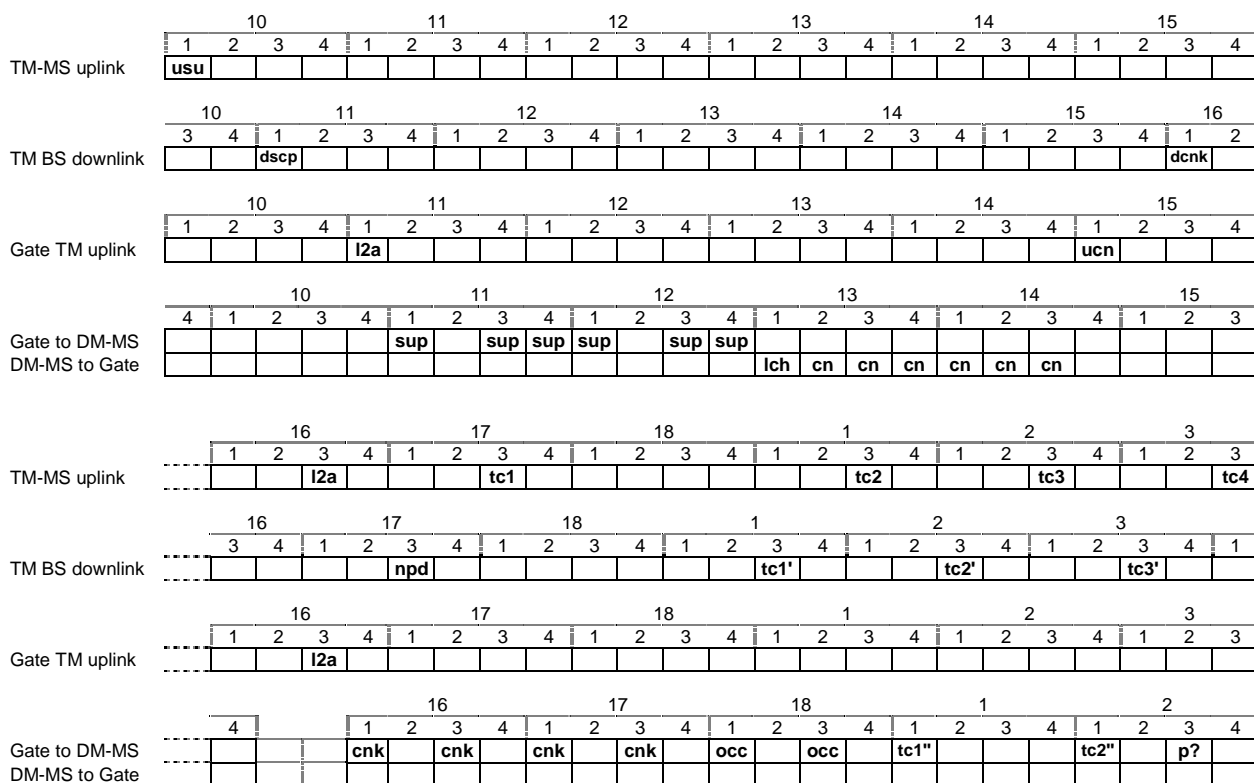 10 11 12 13 14 15
1 2 3 4 1 2 3 4 1 2 3 4 1 2 3 4 1 2 3 4 1 2 3 4
TM-MS uplink usu
10 11 12 13 14 15 16
3 4 1 2 3 4 1 2 3 4 1 2 3 4 1 2 3 4 1 2 3 4 1 2
TM BS downlink dscp dcnk
10 11 12 13 14 15
1 2 3 4 1 2 3 4 1 2 3 4 1 2 3 4 1 2 3 4 1 2 3 4
Gate TM uplink l2a ucn
10 11 12 13 14 15
4 1 2 3 4 1 2 3 4 1 2 3 4 1 2 3 4 1 2 3 4 1 2 3
Gate to DM-MS sup sup sup sup sup sup
DM-MS to Gate lch cn cn cn cn cn cn
16 17 18 1 2 3
1 2 3 4 1 2 3 4 1 2 3 4 1 2 3 4 1 2 3 4 1 2 3
TM-MS uplink l2a tc1 tc2 tc3 tc4
16 17 18 1 2 3
3 4 1 2 3 4 1 2 3 4 1 2 3 4 1 2 3 4 1 2 3 4 1
TM BS downlink npd tc1' tc2' tc3'
16 17 18 1 2 3
1 2 3 4 1 2 3 4 1 2 3 4 1 2 3 4 1 2 3 4 1 2 3
Gate TM uplink l2a
16 17 18 1 2
4 1 2 3 4 1 2 3 4 1 2 3 4 1 2 3 4 1 2 3 4
Gate to DM-MS cnk cnk cnk cnk occ occ tc1" tc2" p?
DM-MS to Gate